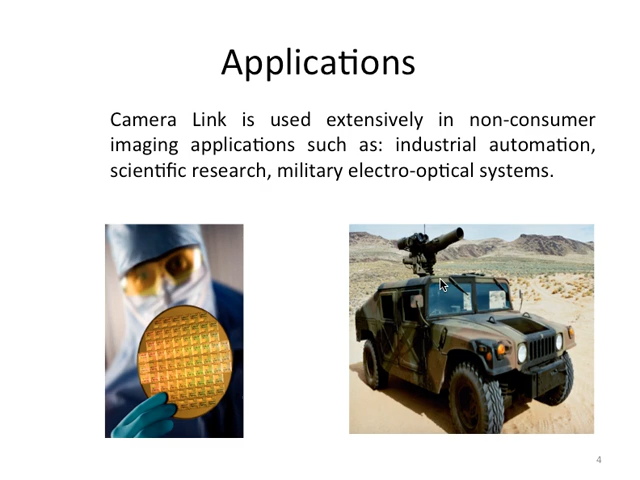 Applications
Camera Link is used extensively in non-consumer
imaging applications such as: industrial automation,
scientific research, military electro-optical systems.
4